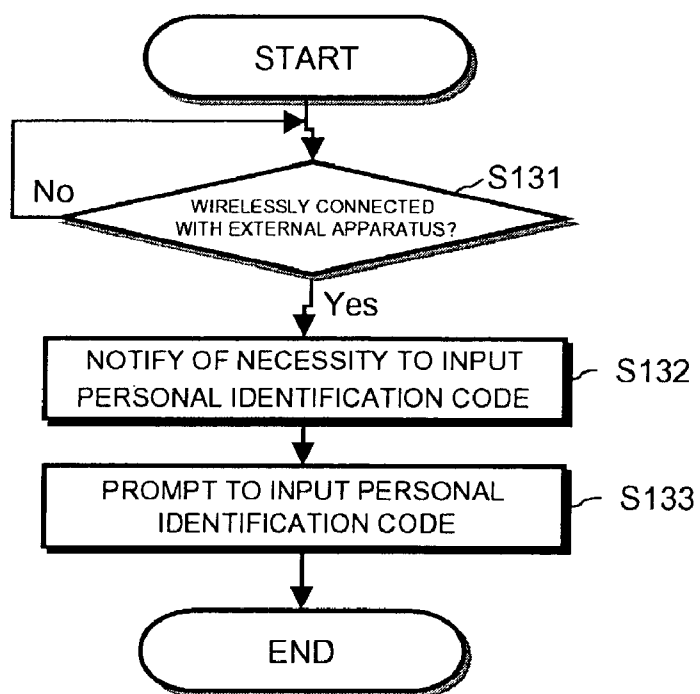 START
S131
No
WIRELESSLY CONNECTED
WITH EXTERNAL APPARATUS?
Yes
NOTIFY OF NECESSITY TO INPUT
PERSONAL IDENTIFICATION CODE
S132
PROMPT TO INPUT PERSONAL
IDENTIFICATION CODE
S133
END